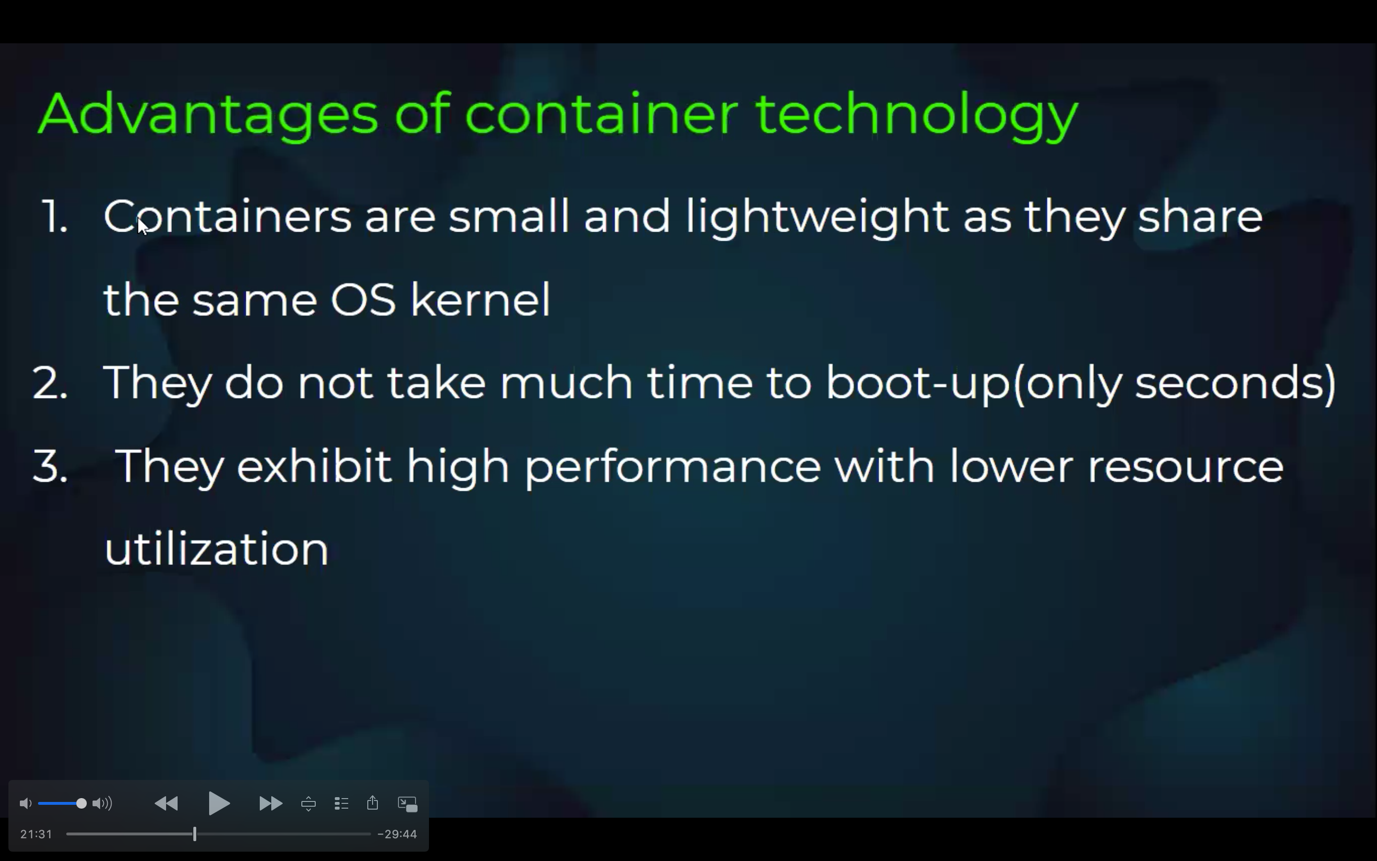 Advantages of container technology
1. Containers are small and lightweight as they share
the same OS kernel
2. They do not take much time to boot-up(only seconds)
3. They exhibit high performance with lower resource
utilization
21:31 -29:44